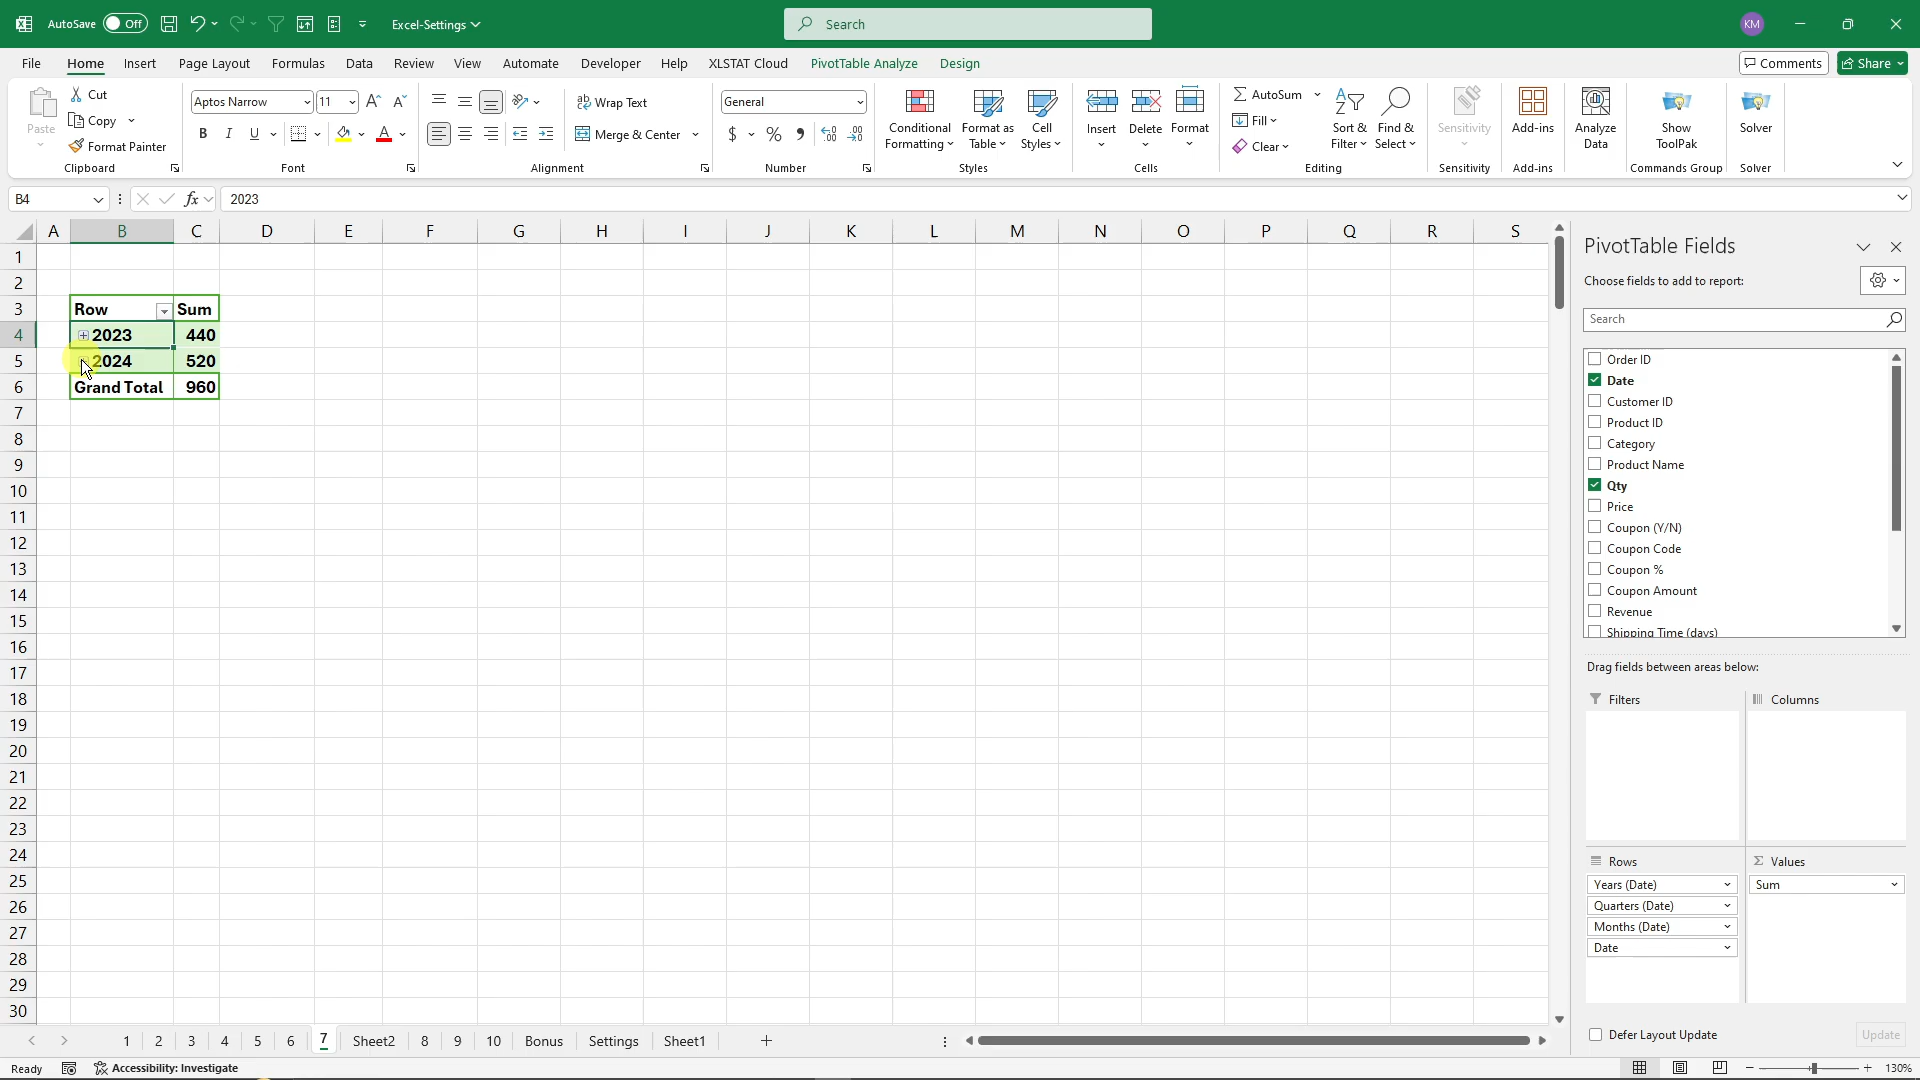 AutoSave Off Excel-Settings Search KM
File Home Insert Page Layout Formulas Data Review View Automate Developer Help XLSTAT Cloud PivotTable Analyze Design Comments Share
Paste Cut Copy Format Painter
Clipboard
Aptos Narrow 11
B I U A
Font
ab Wrap Text
Merge & Center
Alignment
General
$ % 9
Number
Conditional Formatting
Format as Table
Cell Styles
Styles
Insert Delete Format
Cells
AutoSum
Fill
Clear
Sort & Filter
Find & Select
Editing
Sensitivity
Sensitivity
Add-ins
Add-ins
Analyze Data
Show ToolPak
Commands Group
Solver
Solver
B4 fx 2023
A B C D E F G H I J K L M N O P Q R S
1
2
3 Row Sum
4 2023 440
5 2024 520
6 Grand Total 960
7
8
9
10
11
12
13
14
15
16
17
18
19
20
21
22
23
24
25
26
27
28
29
30
PivotTable Fields
Choose fields to add to report:
Search
Order ID
Date
Customer ID
Product ID
Category
Product Name
Qty
Price
Coupon (Y/N)
Coupon Code
Coupon %
Coupon Amount
Revenue
Shipping Time (days)
Drag fields between areas below:
Filters Columns
Rows Values
Years (Date) Sum
Quarters (Date)
Months (Date)
Date
Defer Layout Update Update
1 2 3 4 5 6 7 Sheet2 8 9 10 Bonus Settings Sheet1
Ready Accessibility: Investigate 130%